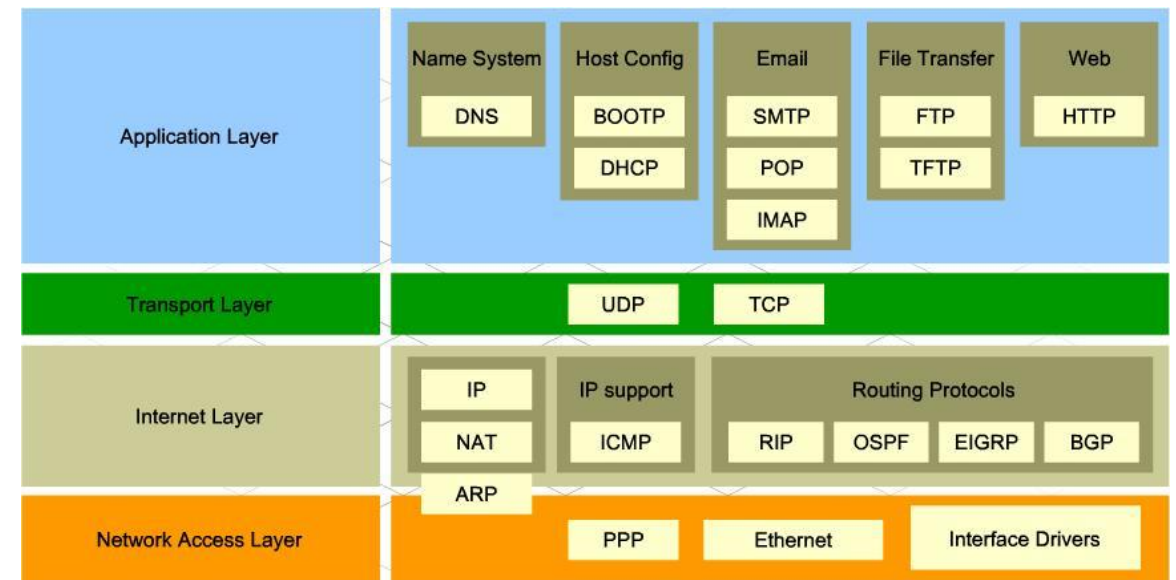 Application Layer
Name System
DNS
Host Config
BOOTP
DHCP
Email
SMTP
POP
IMAP
File Transfer
FTP
TFTP
Web
HTTP
Transport Layer
UDP
TCP
Internet Layer
IP
NAT
ARP
IP support
ICMP
Routing Protocols
RIP
OSPF
EIGRP
BGP
Network Access Layer
PPP
Ethernet
Interface Drivers